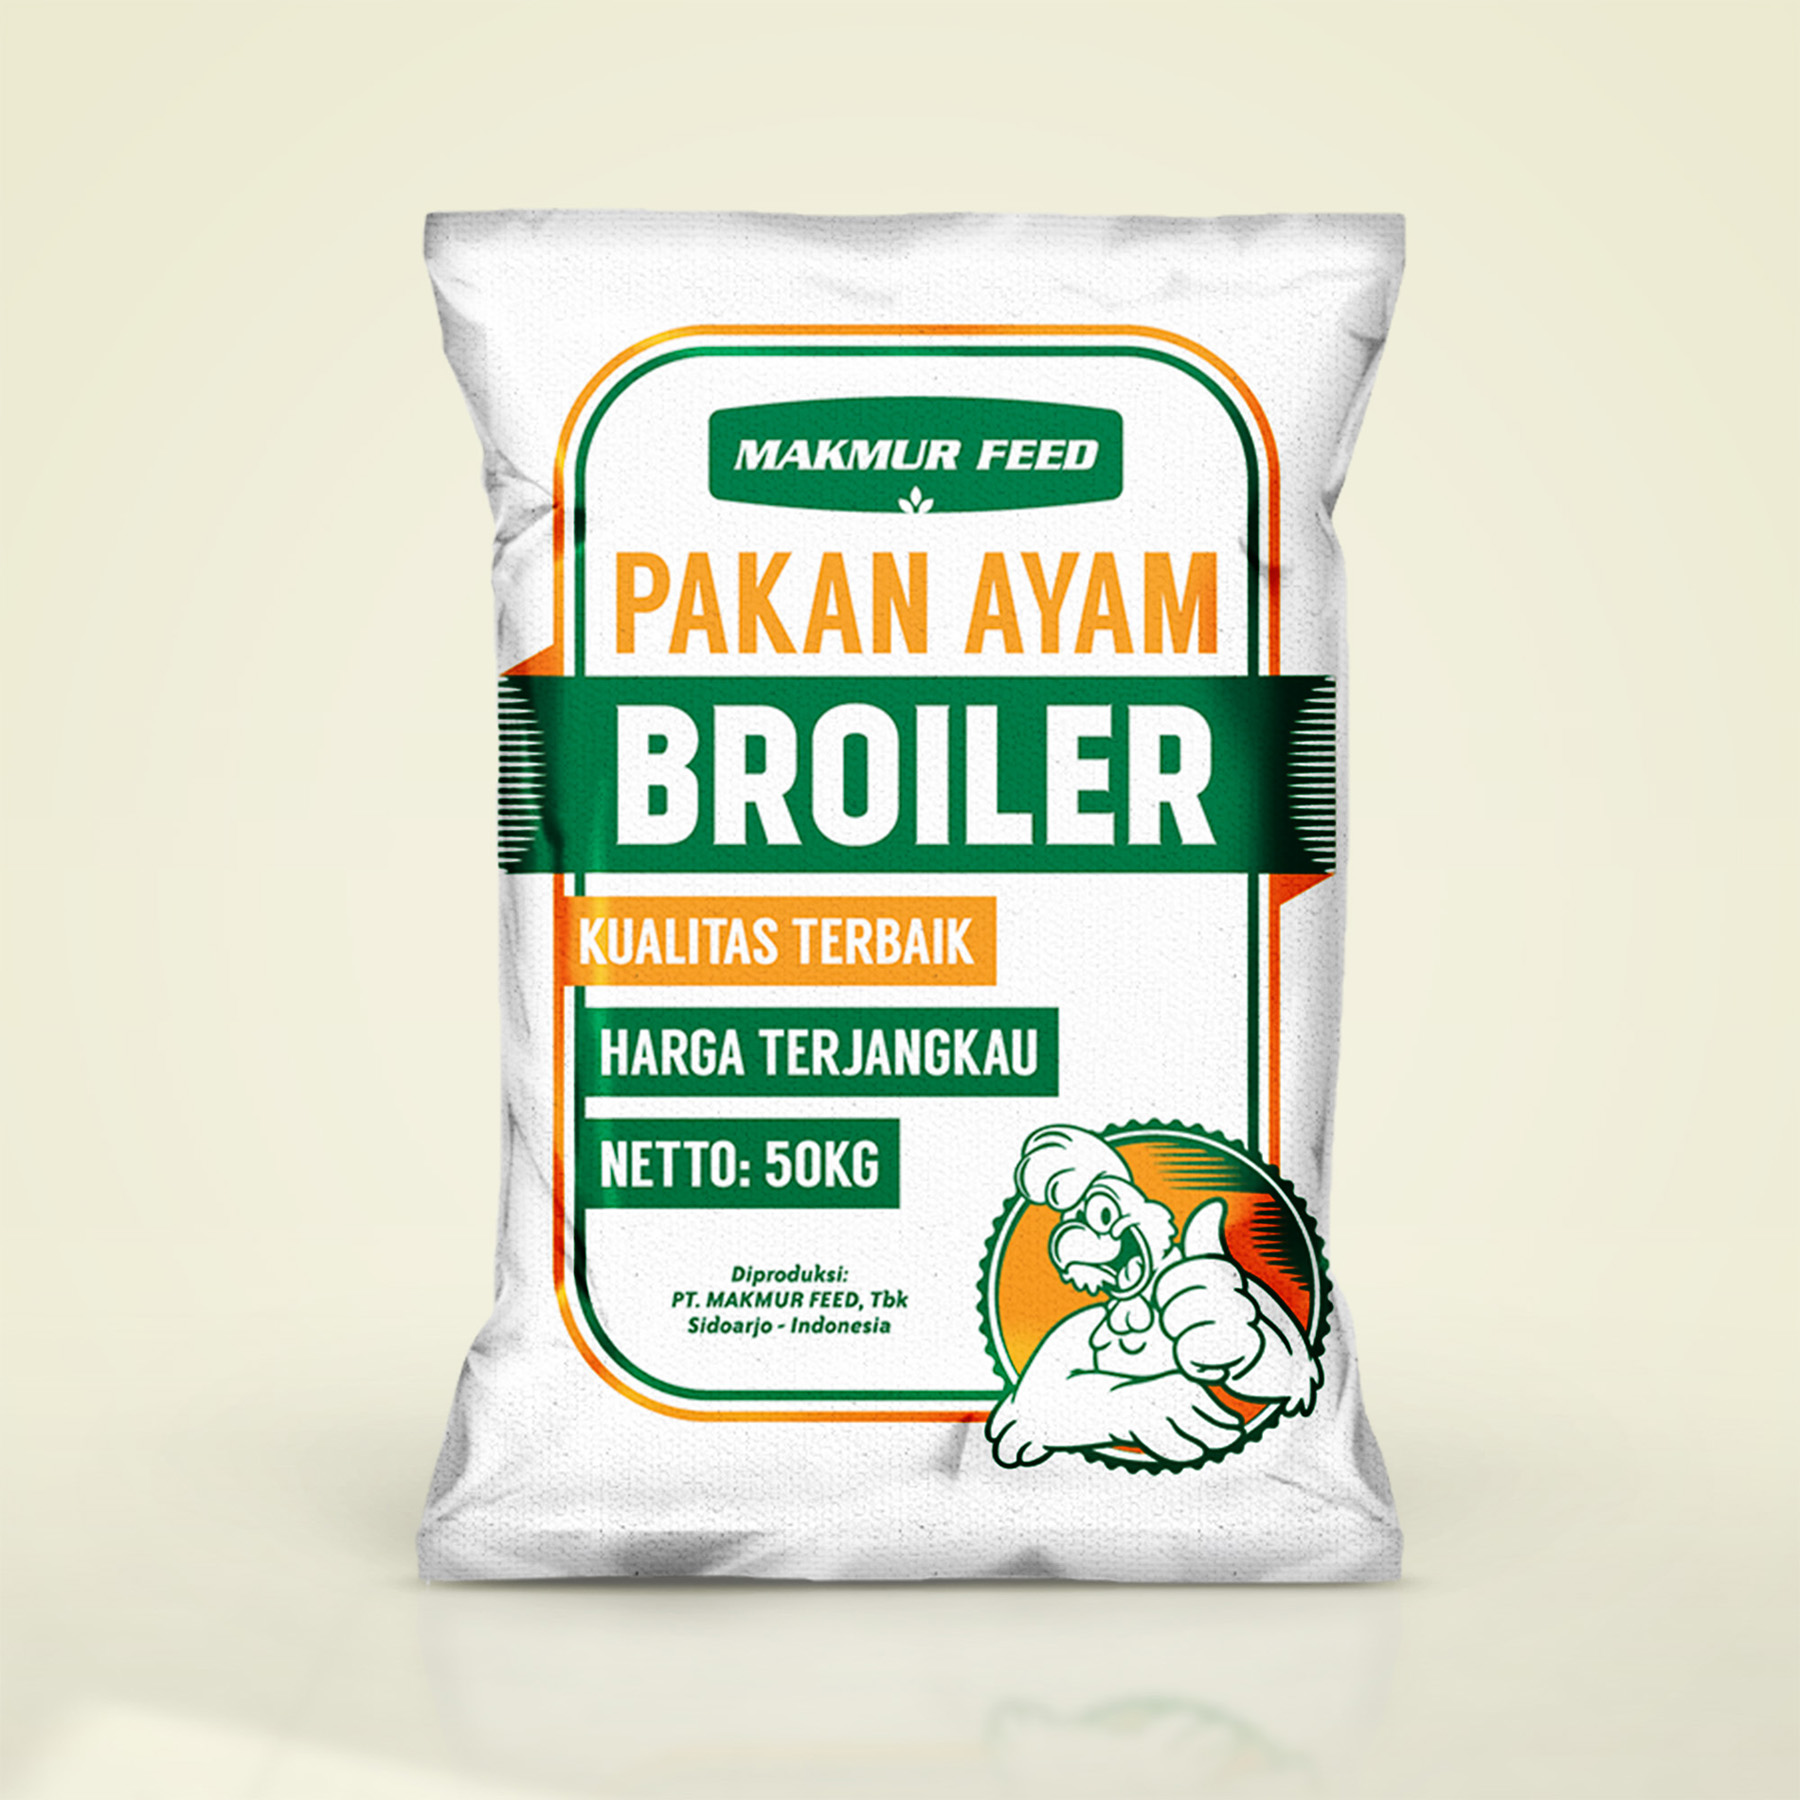 MAKMUR FEED
PAKAN AYAM
BROILER
KUALITAS TERBAIK
HARGA TERJANGKAU
NETTO: 50KG
Diproduksi:
PT. MAKMUR FEED, Tbk
Sidoarjo - Indonesia